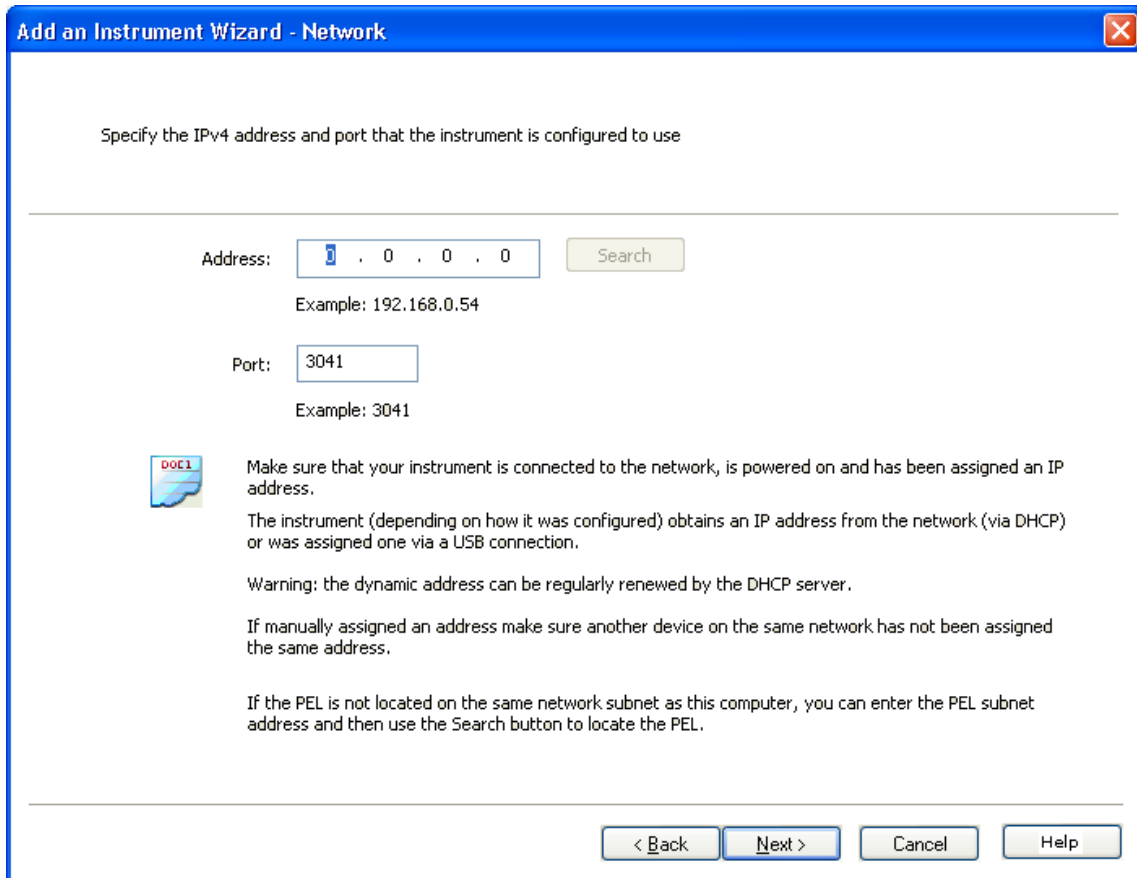 Add an Instrument Wizard - Network
Specify the IPv4 address and port that the instrument is configured to use
Address: 0 . 0 . 0 . 0 Search
Example: 192.168.0.54
Port: 3041
Example: 3041
DOC1
Make sure that your instrument is connected to the network, is powered on and has been assigned an IP
address.
The instrument (depending on how it was configured) obtains an IP address from the network (via DHCP)
or was assigned one via a USB connection.
Warning: the dynamic address can be regularly renewed by the DHCP server.
If manually assigned an address make sure another device on the same network has not been assigned
the same address.
If the PEL is not located on the same network subnet as this computer, you can enter the PEL subnet
address and then use the Search button to locate the PEL.
< Back Next > Cancel Help